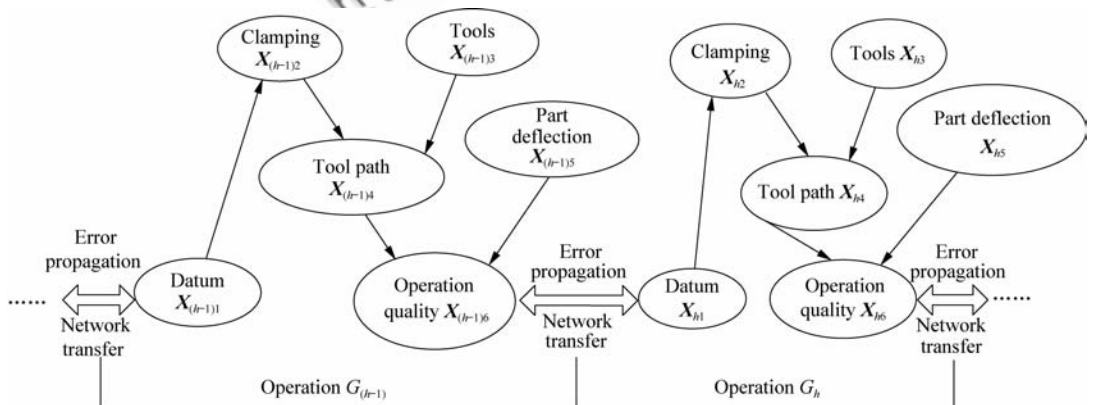 Clamping
X(h−1)2
Tools
X(h−1)3
Part
deflection
X(h−1)5
Tool path
X(h−1)4
Error
propagation
Datum
X(h−1)1
Operation
quality X(h−1)6
......
Network
transfer
Error
propagation
Network
transfer
Clamping
Xh2
Tools Xh3
Part deflection
Xh5
Tool path Xh4
Datum
Xh1
Operation
quality Xh6
Error
propagation
......
Network
transfer
Operation G(h−1)
Operation Gh